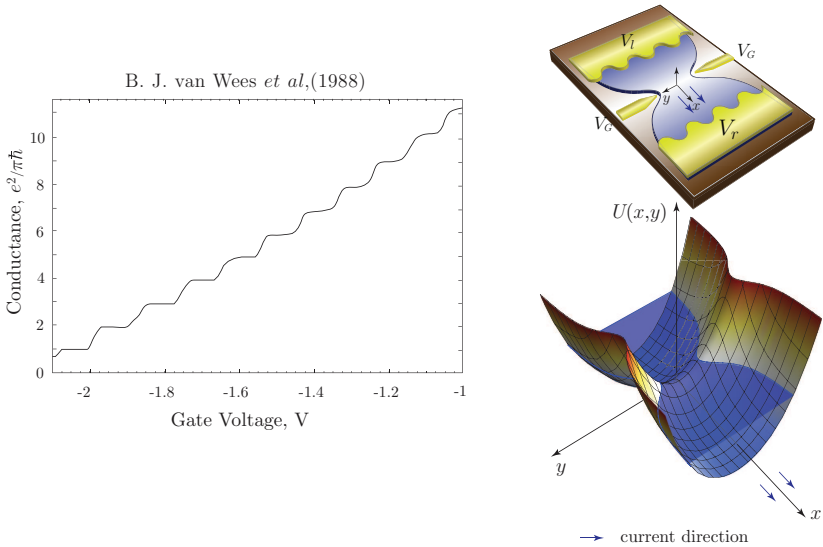 B. J. van Wees et al,(1988)
Conductance, e²/πħ
10
8
6
4
2
0
-2
-1.8
-1.6
-1.4
-1.2
-1
Gate Voltage, V
V_l
V_G
y
x
V_G
V_r
U(x,y)
y
x
current direction